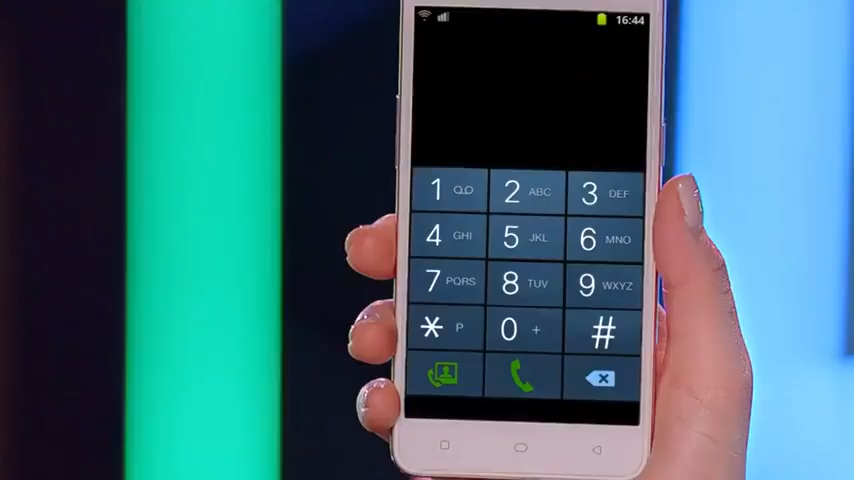 16:44
1
2 ABC
3 DEF
4 GHI
5 JKL
6 MNO
7 PQRS
8 TUV
9 WXYZ
* P
0 +
#